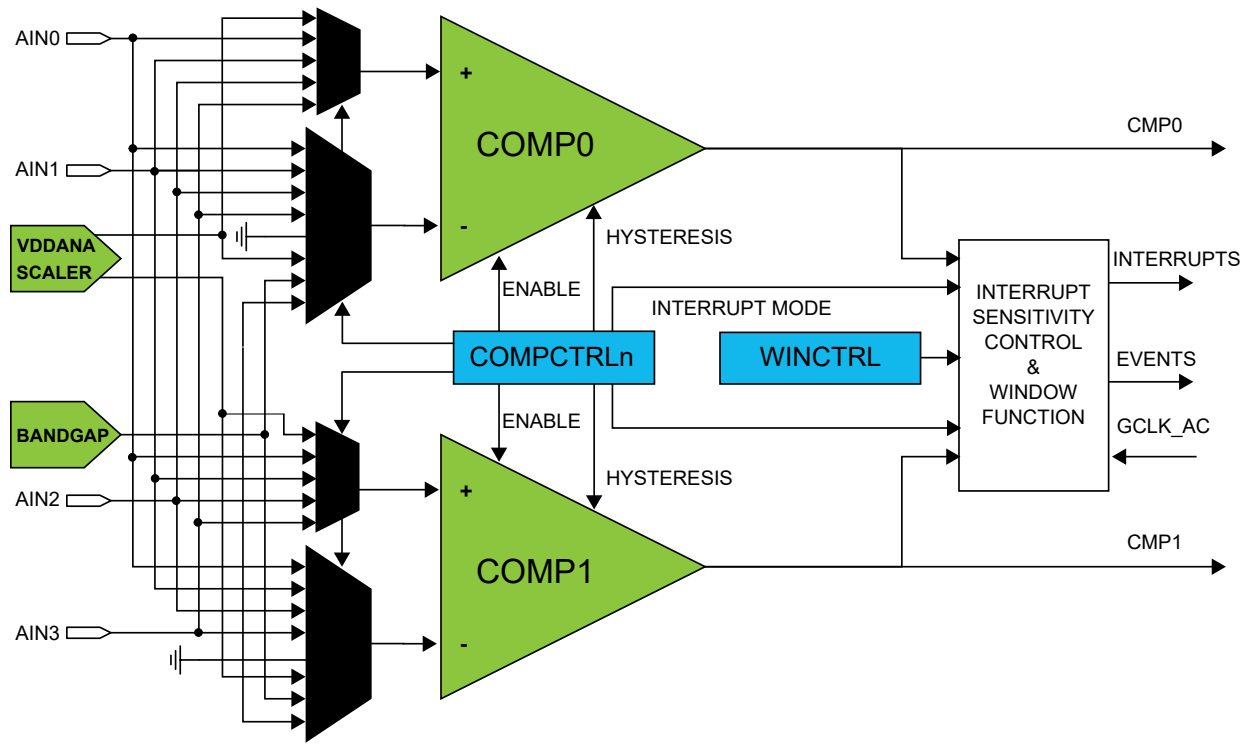 AIN0
+
COMP0
-
CMP0
AIN1
VDDANA
SCALER
HYSTERESIS
ENABLE
INTERRUPT MODE
INTERRUPTS
INTERRUPT
SENSITIVITY
CONTROL
&
WINDOW
FUNCTION
COMPCTRLn
WINCTRL
EVENTS
BANDGAP
ENABLE
GCLK_AC
HYSTERESIS
AIN2
+
COMP1
-
CMP1
AIN3